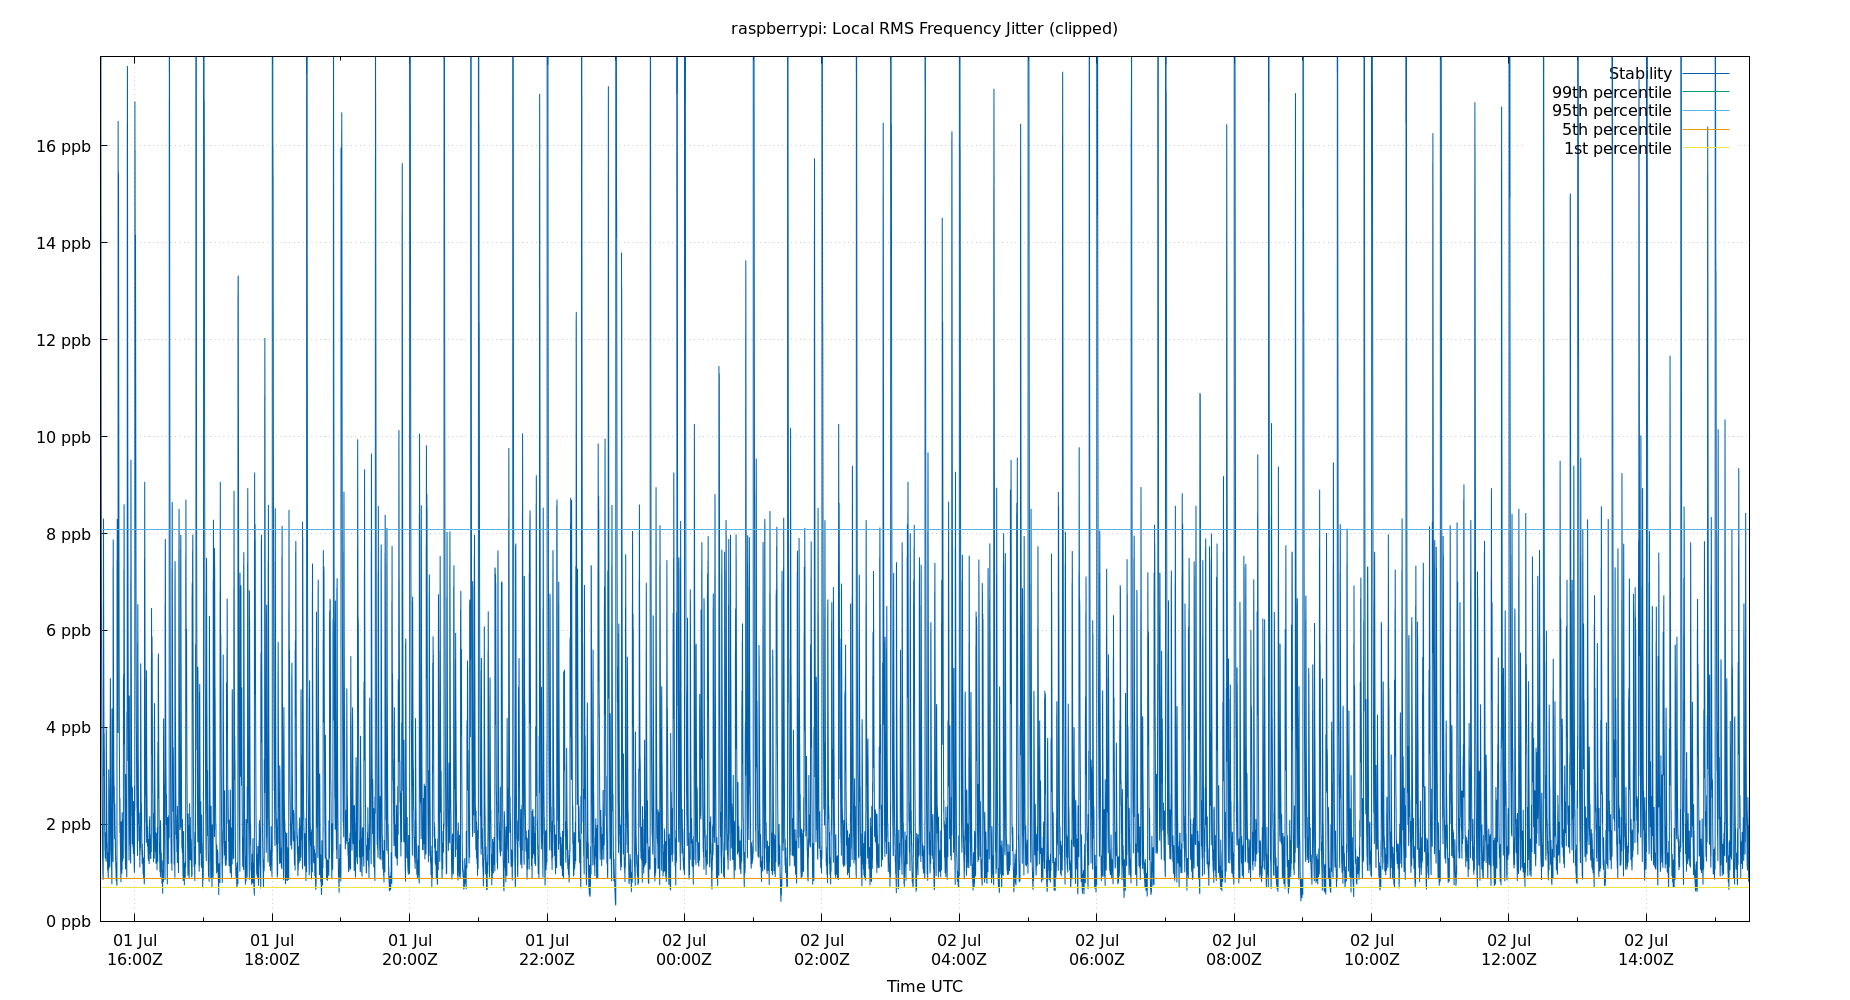 raspberrypi: Local RMS Frequency Jitter (clipped)
Stability
99th percentile
95th percentile
5th percentile
1st percentile
16 ppb
14 ppb
12 ppb
10 ppb
8 ppb
6 ppb
4 ppb
2 ppb
0 ppb
01 Jul 01 Jul 01 Jul 01 Jul 02 Jul 02 Jul 02 Jul 02 Jul 02 Jul 02 Jul 02 Jul 02 Jul
16:00Z 18:00Z 20:00Z 22:00Z 00:00Z 02:00Z 04:00Z 06:00Z 08:00Z 10:00Z 12:00Z 14:00Z
Time UTC